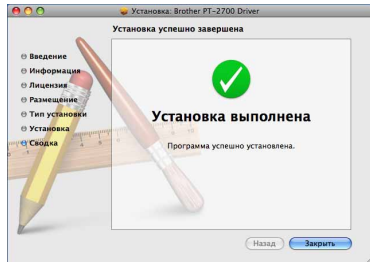 Установка: Brother PT-2700 Driver
Установка успешно завершена
Введение
Информация
Лицензия
Размещение
Тип установки
Установка
Сводка
Установка выполнена
Программа успешно установлена.
Назад
Закрыть